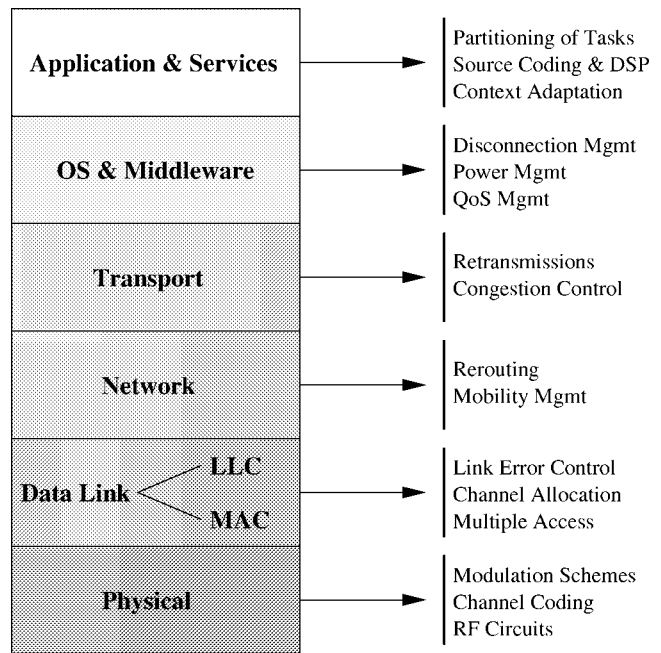 Application & Services
Partitioning of Tasks
Source Coding & DSP
Context Adaptation
OS & Middleware
Disconnection Mgmt
Power Mgmt
QoS Mgmt
Transport
Retransmissions
Congestion Control
Network
Rerouting
Mobility Mgmt
Data Link
LLC
MAC
Link Error Control
Channel Allocation
Multiple Access
Physical
Modulation Schemes
Channel Coding
RF Circuits